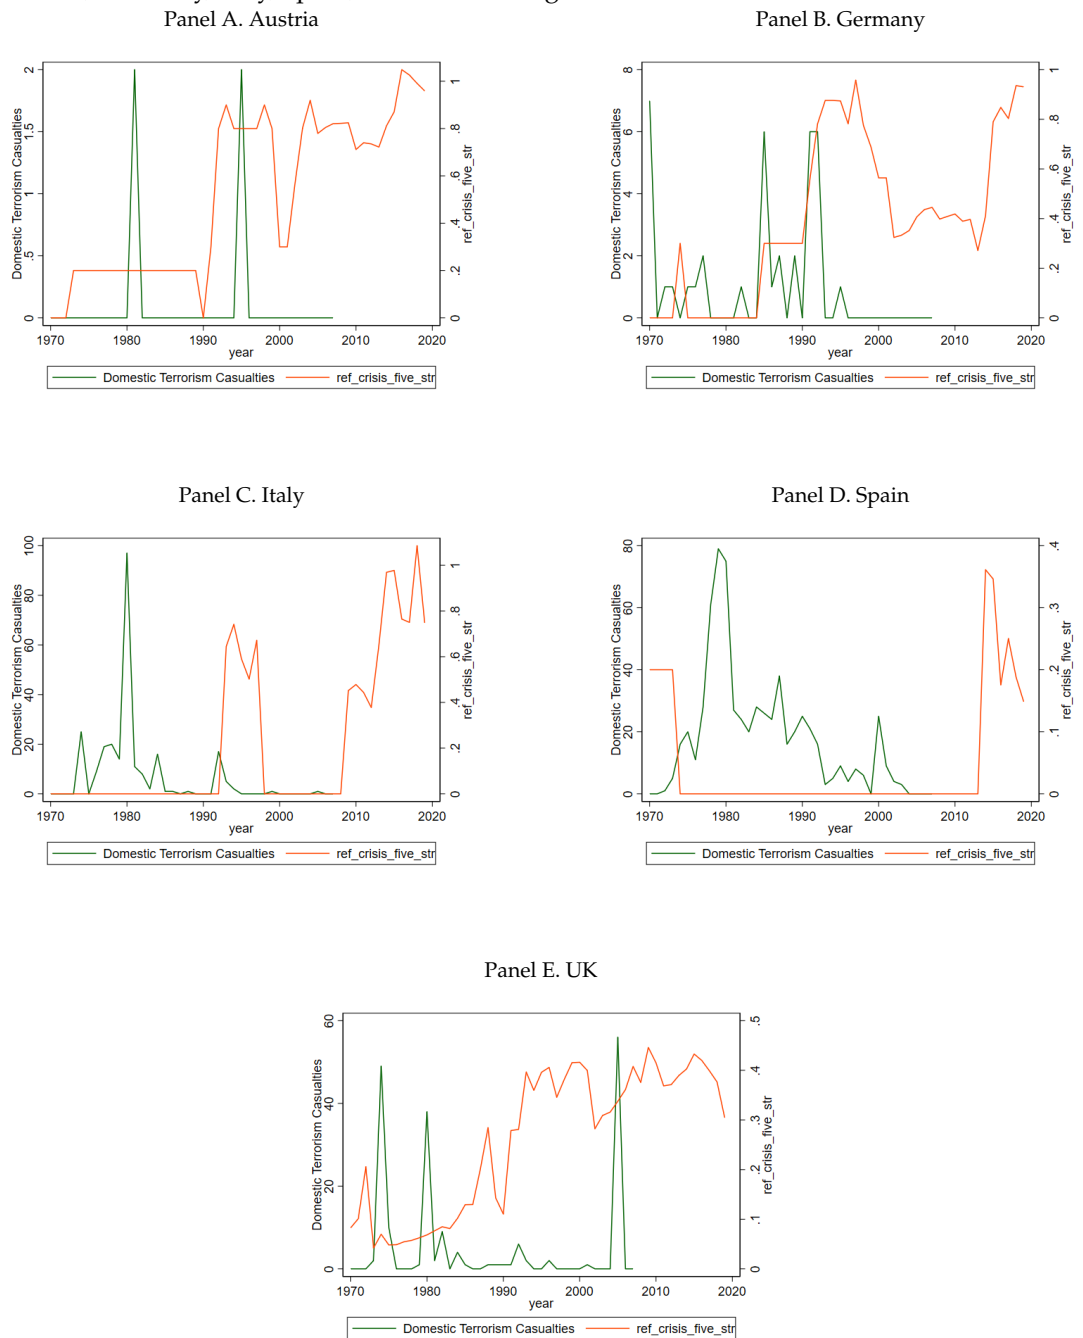 Panel A. Austria
Panel B. Germany
2
1.5
1
.5
0
Domestic Terrorism Casualties
1
.8
.6
.4
.2
0
ref_crisis_five_str
1970 1980 1990 2000 2010 2020
year
Domestic Terrorism Casualties ref_crisis_five_str
8
6
4
2
0
Domestic Terrorism Casualties
1
.8
.6
.4
.2
0
ref_crisis_five_str
1970 1980 1990 2000 2010 2020
year
Domestic Terrorism Casualties ref_crisis_five_str
Panel C. Italy
Panel D. Spain
100
80
60
40
20
0
Domestic Terrorism Casualties
1
.8
.6
.4
.2
0
ref_crisis_five_str
1970 1980 1990 2000 2010 2020
year
Domestic Terrorism Casualties ref_crisis_five_str
80
60
40
20
0
Domestic Terrorism Casualties
.4
.3
.2
.1
0
ref_crisis_five_str
1970 1980 1990 2000 2010 2020
year
Domestic Terrorism Casualties ref_crisis_five_str
Panel E. UK
60
40
20
0
Domestic Terrorism Casualties
.5
.4
.3
.2
.1
0
ref_crisis_five_str
1970 1980 1990 2000 2010 2020
year
Domestic Terrorism Casualties ref_crisis_five_str